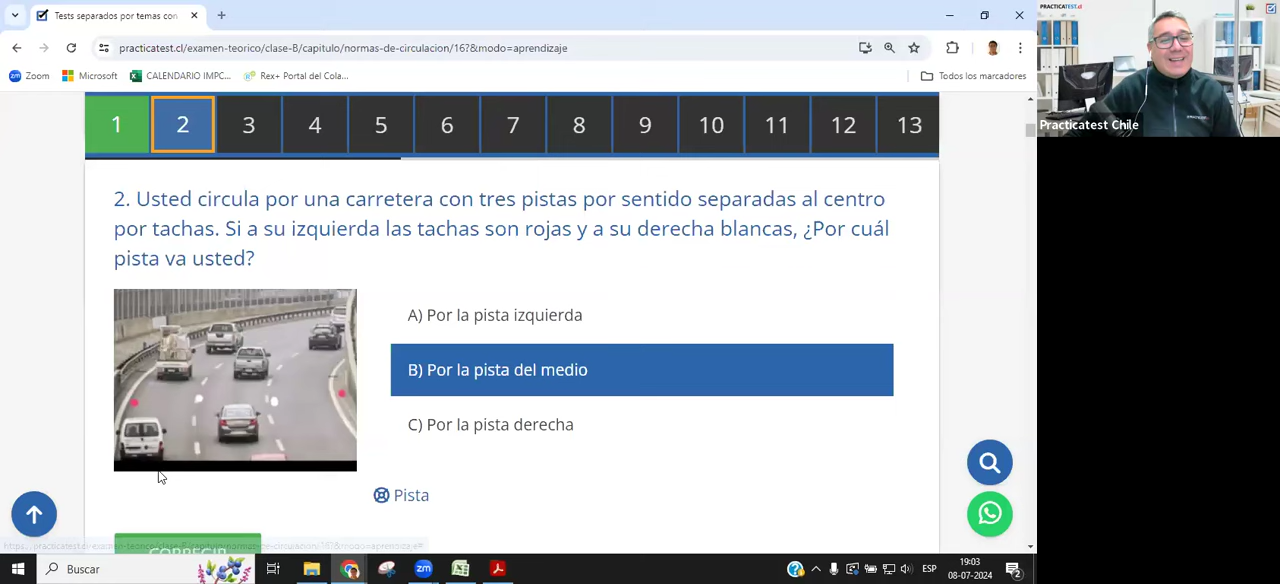 Tests separados por temas con
practicatest.cl/examen-teorico/clase-B/capitulo/normas-de-circulacion/167&modo=aprendizaje
Zoom
Microsoft
CALENDARIO IMPC...
Rex+ Portal del Cola...
Todos los marcadores
PRACTICATEST.cl
Practicatest Chile
1 2 3 4 5 6 7 8 9 10 11 12 13
2. Usted circula por una carretera con tres pistas por sentido separadas al centro
por tachas. Si a su izquierda las tachas son rojas y a su derecha blancas, ¿Por cuál
pista va usted?
A) Por la pista izquierda
B) Por la pista del medio
C) Por la pista derecha
Pista
CORREGIR
Buscar
ESP
19:03
08-07-2024